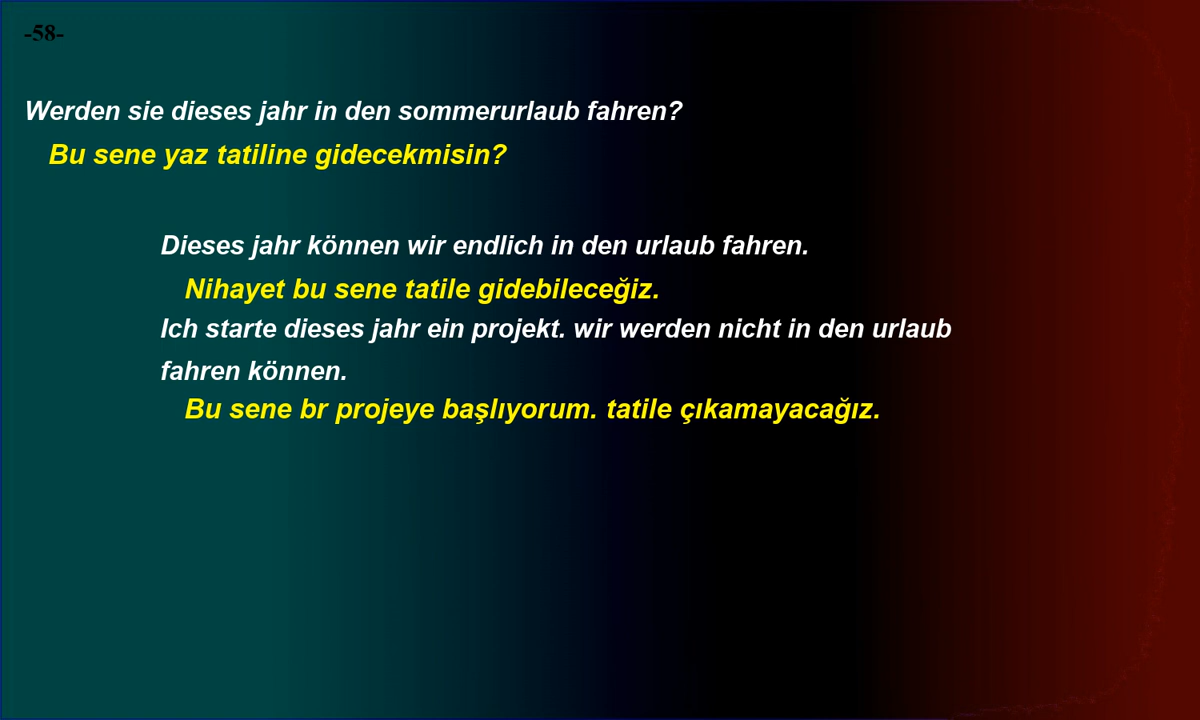 -58-
Werden sie dieses jahr in den sommerurlaub fahren?
Bu sene yaz tatiline gidecekmisin?
Dieses jahr können wir endlich in den urlaub fahren.
Nihayet bu sene tatile gidebileceğiz.
Ich starte dieses jahr ein projekt. wir werden nicht in den urlaub
fahren können.
Bu sene br projeye başlıyorum. tatile çıkamayacağız.